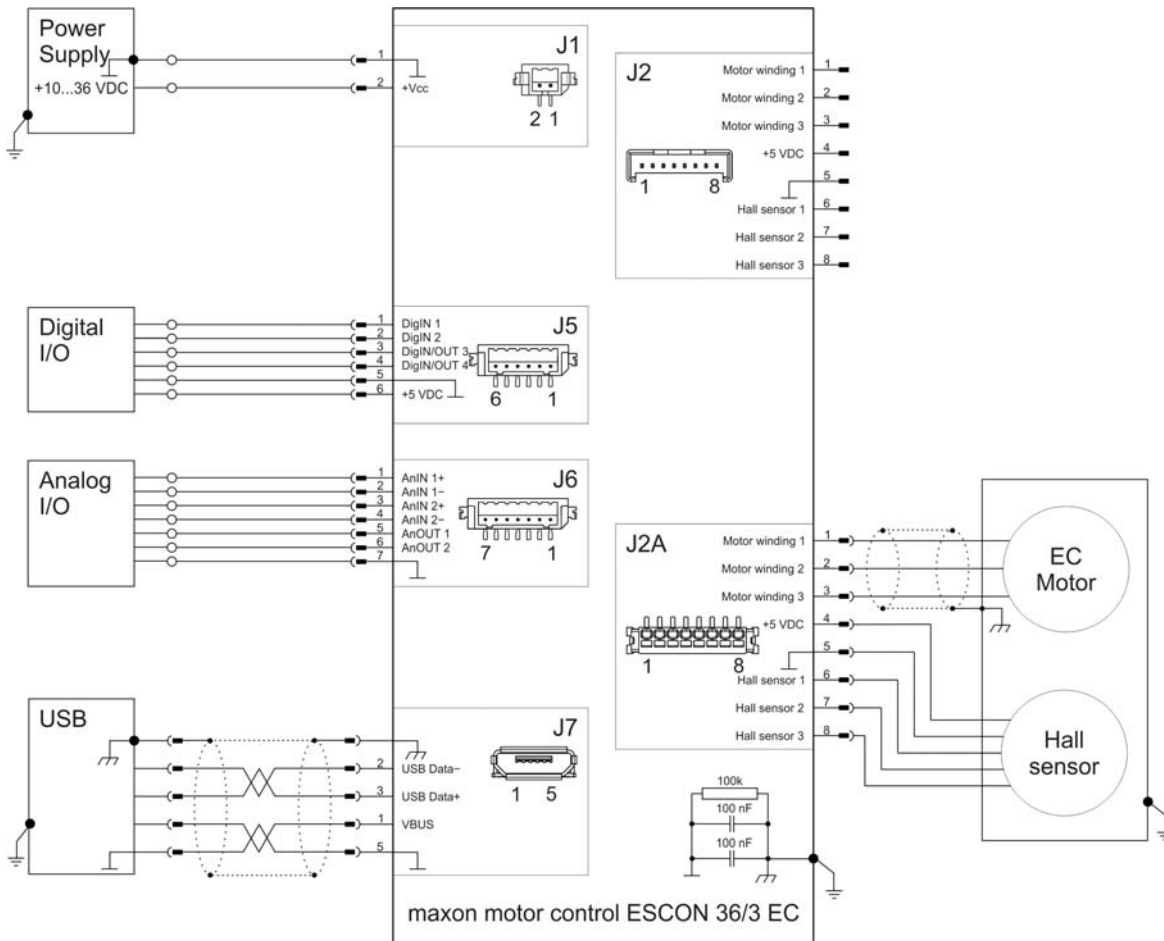 Power
Supply
+10...36 VDC
1
2
+Vcc
J1
2 1
J2
1 8
Motor winding 1 1
Motor winding 2 2
Motor winding 3 3
+5 VDC 4
5
Hall sensor 1 6
Hall sensor 2 7
Hall sensor 3 8
Digital
I/O
1 DigIN 1
2 DigIN 2
3 DigIN/OUT 3
4 DigIN/OUT 4
5
6 +5 VDC
J5
6 1
Analog
I/O
1 AnIN 1+
2 AnIN 1−
3 AnIN 2+
4 AnIN 2−
5 AnOUT 1
6 AnOUT 2
7
J6
7 1
J2A
1 8
Motor winding 1 1
Motor winding 2 2
Motor winding 3 3
+5 VDC 4
5
Hall sensor 1 6
Hall sensor 2 7
Hall sensor 3 8
EC
Motor
Hall
sensor
USB
2 USB Data−
3 USB Data+
1 VBUS
5
J7
1 5
100k
100 nF
100 nF
maxon motor control ESCON 36/3 EC